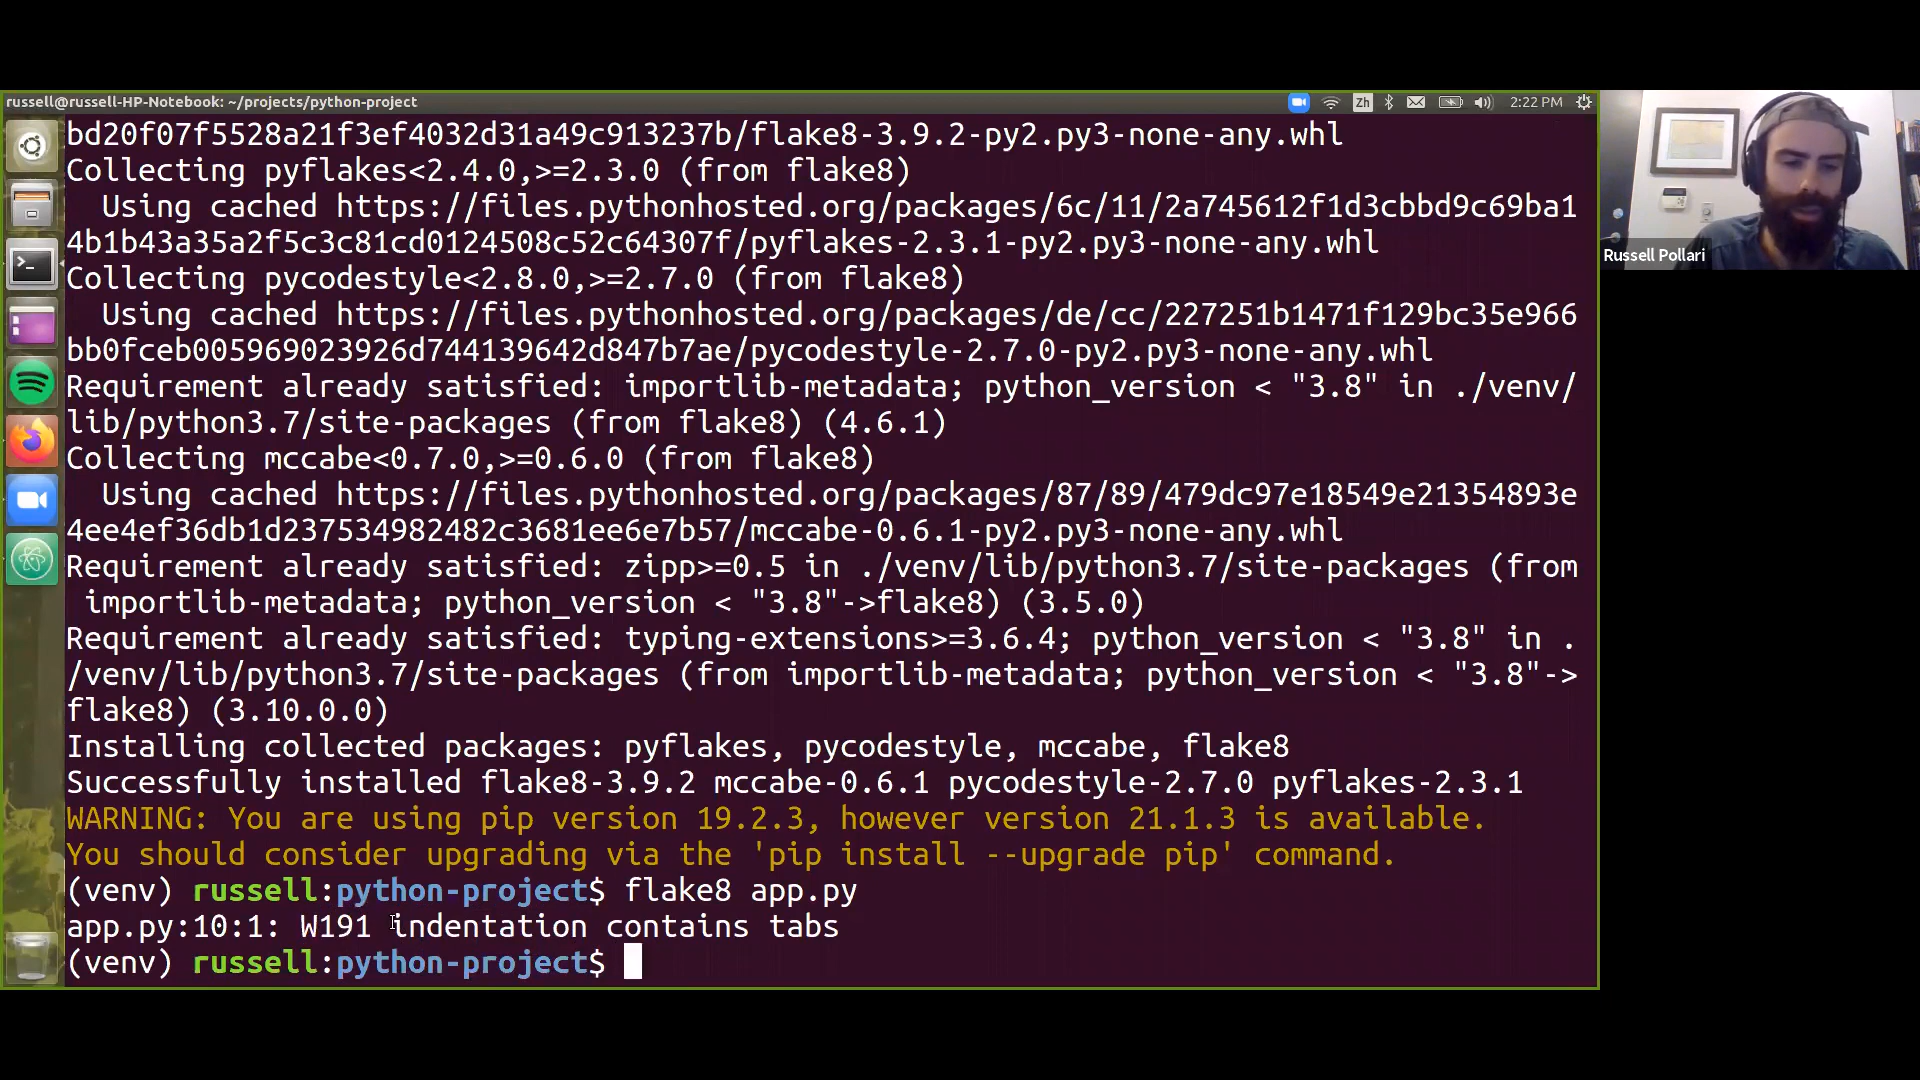 russell@russell-HP-Notebook: ~/projects/python-project
Zh
2:22 PM
bd20f07f5528a21f3ef4032d31a49c913237b/flake8-3.9.2-py2.py3-none-any.whl
Collecting pyflakes<2.4.0,>=2.3.0 (from flake8)
  Using cached https://files.pythonhosted.org/packages/6c/11/2a745612f1d3cbbd9c69ba1
4b1b43a35a2f5c3c81cd0124508c52c64307f/pyflakes-2.3.1-py2.py3-none-any.whl
Collecting pycodestyle<2.8.0,>=2.7.0 (from flake8)
  Using cached https://files.pythonhosted.org/packages/de/cc/227251b1471f129bc35e966
bb0fceb005969023926d744139642d847b7ae/pycodestyle-2.7.0-py2.py3-none-any.whl
Requirement already satisfied: importlib-metadata; python_version < "3.8" in ./venv/
lib/python3.7/site-packages (from flake8) (4.6.1)
Collecting mccabe<0.7.0,>=0.6.0 (from flake8)
  Using cached https://files.pythonhosted.org/packages/87/89/479dc97e18549e21354893e
4ee4ef36db1d237534982482c3681ee6e7b57/mccabe-0.6.1-py2.py3-none-any.whl
Requirement already satisfied: zipp>=0.5 in ./venv/lib/python3.7/site-packages (from
 importlib-metadata; python_version < "3.8"->flake8) (3.5.0)
Requirement already satisfied: typing-extensions>=3.6.4; python_version < "3.8" in .
/venv/lib/python3.7/site-packages (from importlib-metadata; python_version < "3.8"->
flake8) (3.10.0.0)
Installing collected packages: pyflakes, pycodestyle, mccabe, flake8
Successfully installed flake8-3.9.2 mccabe-0.6.1 pycodestyle-2.7.0 pyflakes-2.3.1
WARNING: You are using pip version 19.2.3, however version 21.1.3 is available.
You should consider upgrading via the 'pip install --upgrade pip' command.
(venv) russell:python-project$ flake8 app.py
app.py:10:1: W191 indentation contains tabs
(venv) russell:python-project$
Russell Pollari